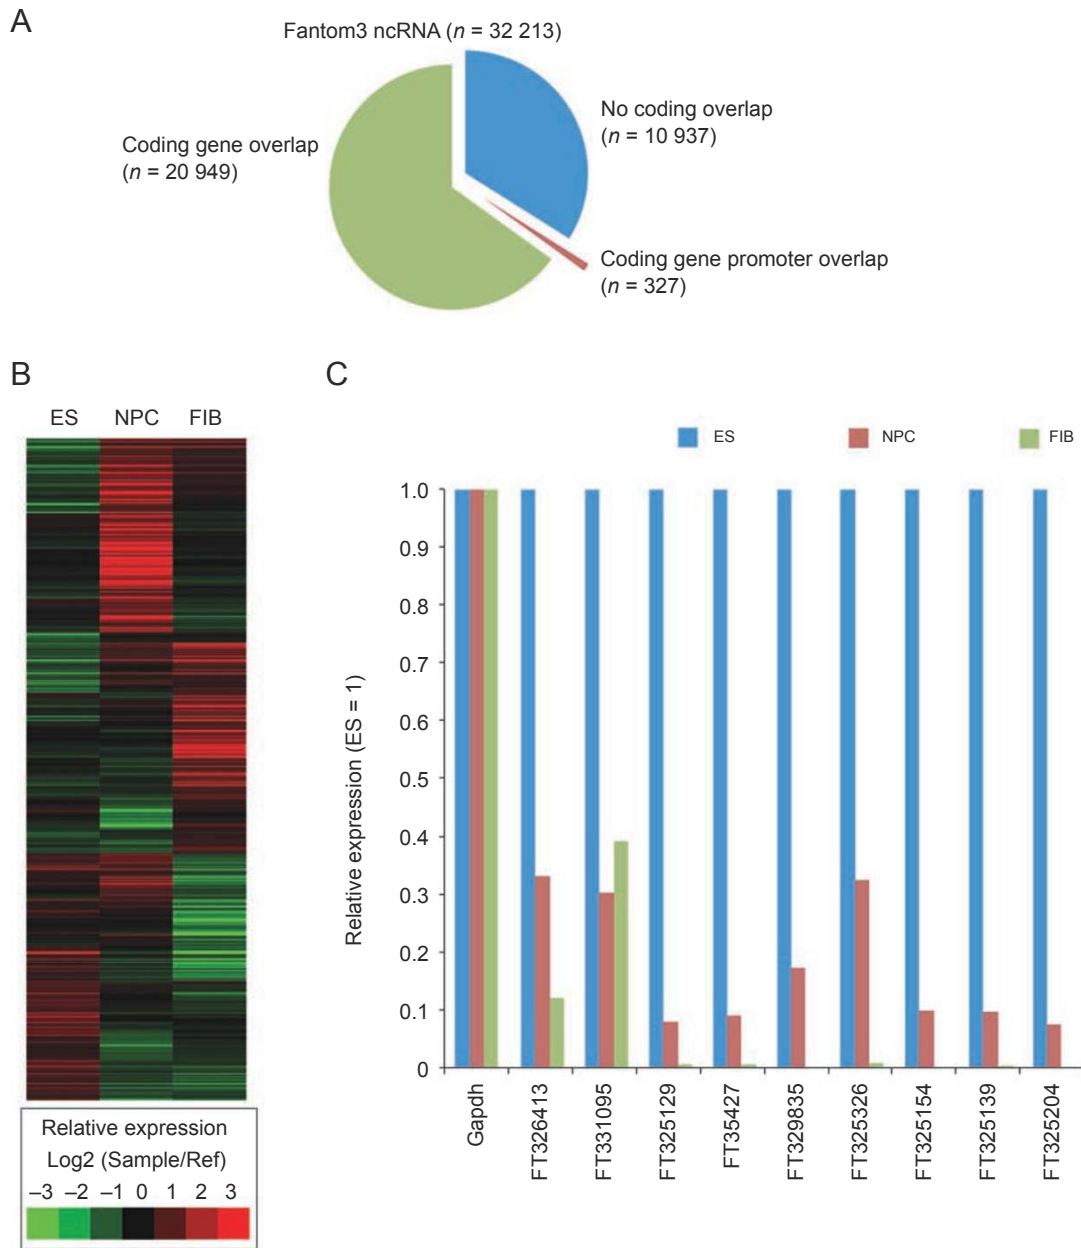 A
Fantom3 ncRNA (n = 32 213)
No coding overlap
(n = 10 937)
Coding gene overlap
(n = 20 949)
Coding gene promoter overlap
(n = 327)
B
ES NPC FIB
Relative expression
Log2 (Sample/Ref)
–3 –2 –1 0 1 2 3
C
ES NPC FIB
Relative expression (ES = 1)
1.0
0.9
0.8
0.7
0.6
0.5
0.4
0.3
0.2
0.1
0
Gapdh
FT326413
FT331095
FT325129
FT35427
FT329835
FT325326
FT325154
FT325139
FT325204